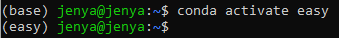 (base) jenya@jenya:~$ conda activate easy
(easy) jenya@jenya:~$